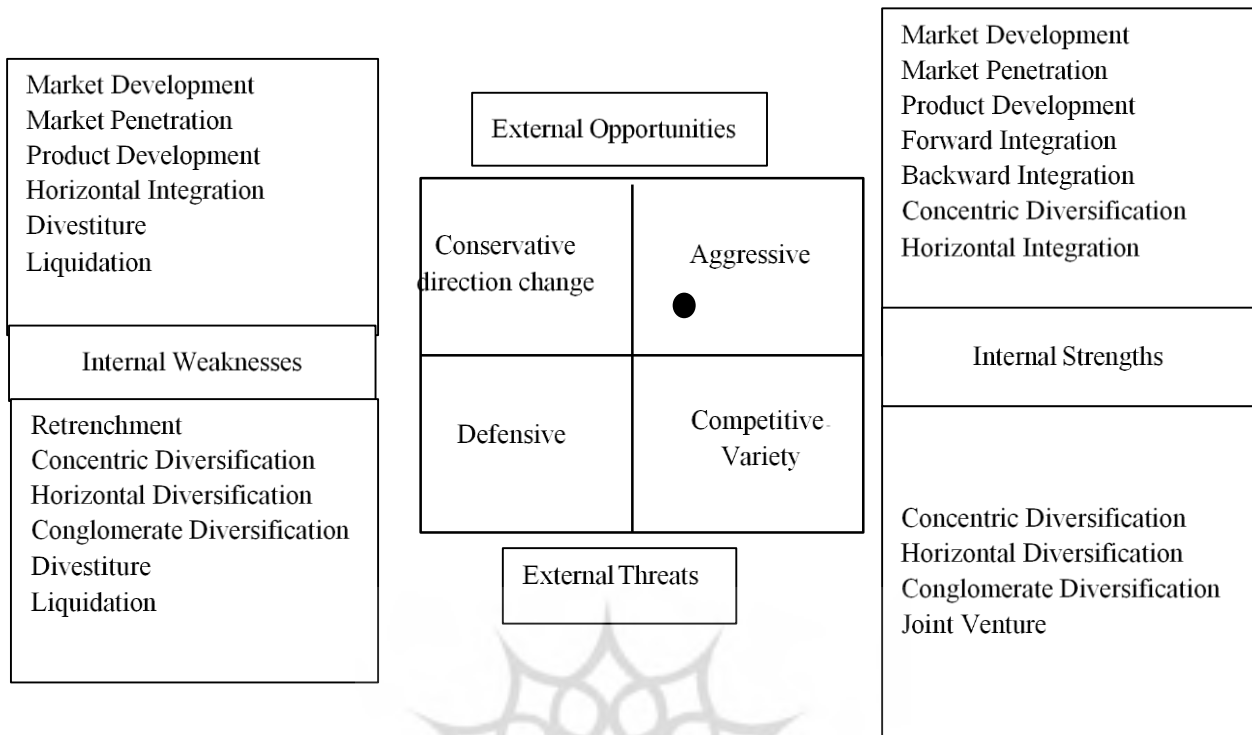 Market Development
Market Penetration
Product Development
Horizontal Integration
Divestiture
Liquidation
Internal Weaknesses
Retrenchment
Concentric Diversification
Horizontal Diversification
Conglomerate Diversification
Divestiture
Liquidation
External Opportunities
Conservative
direction change
Aggressive
Defensive
Competitive-
Variety
External Threats
Market Development
Market Penetration
Product Development
Forward Integration
Backward Integration
Concentric Diversification
Horizontal Integration
Internal Strengths
Concentric Diversification
Horizontal Diversification
Conglomerate Diversification
Joint Venture